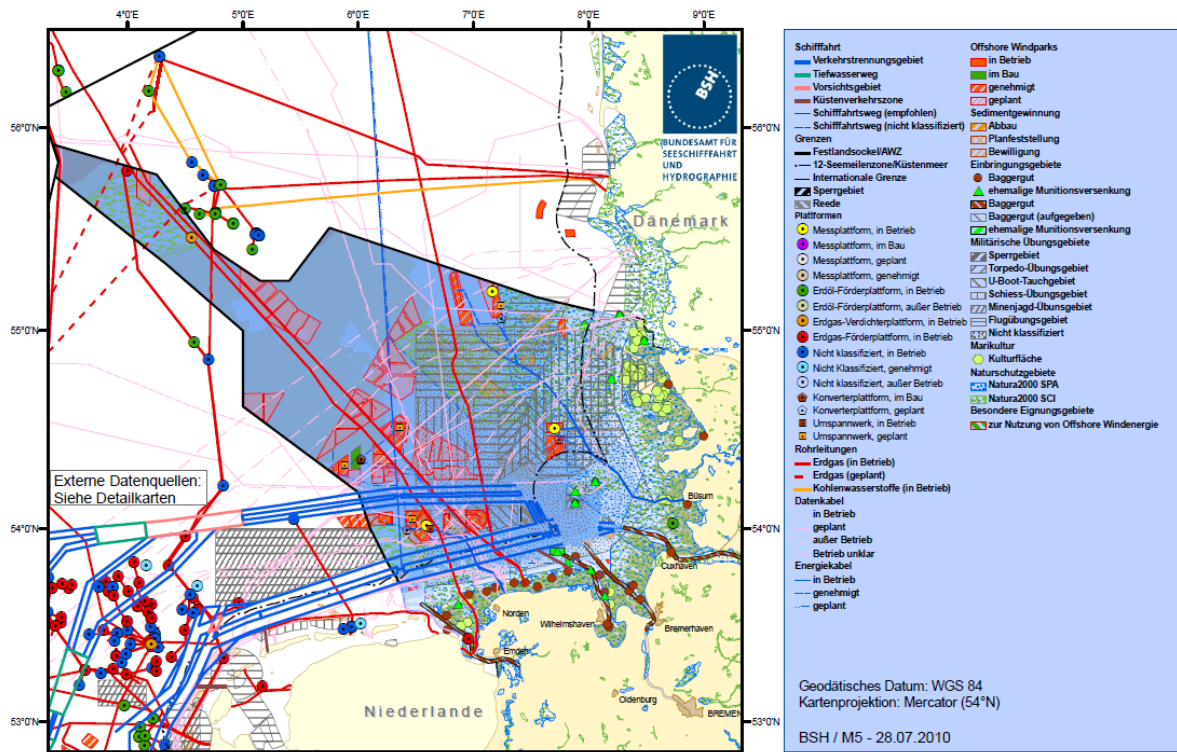 4°0'E 5°0'E 6°0'E 7°0'E 8°0'E 9°0'E
56°0'N
55°0'N
54°0'N
53°0'N
56°0'N
55°0'N
54°0'N
53°0'N
BSH
BUNDESAMT FÜR
SEESCHIFFFAHRT
UND
HYDROGRAPHIE
Dänemark
Externe Datenquellen:
Siehe Detailkarten
Büsum
Cuxhaven
Norden
Wilhelmshaven
Bremerhaven
Emden
Oldenburg
BREMEN
Niederlande
Schifffahrt
Verkehrstrennungsgebiet
Tiefwasserweg
Vorsichtsgebiet
Küstenverkehrszone
Schifffahrtsweg (empfohlen)
Schifffahrtsweg (nicht klassifiziert)
Grenzen
Festlandsockel/AWZ
12-Seemeilenzone/Küstenmeer
Internationale Grenze
Sperrgebiet
Reede
Plattformen
Messplattform, in Betrieb
Messplattform, im Bau
Messplattform, geplant
Messplattform, genehmigt
Erdöl-Förderplattform, in Betrieb
Erdöl-Förderplattform, außer Betrieb
Erdgas-Verdichterplattform, in Betrieb
Erdgas-Förderplattform, in Betrieb
Nicht klassifiziert, in Betrieb
Nicht Klassifiziert, genehmigt
Nicht klassifiziert, außer Betrieb
Konverterplattform, im Bau
Konverterplattform, geplant
Umspannwerk, in Betrieb
Umspannwerk, geplant
Rohrleitungen
Erdgas (in Betrieb)
Erdgas (geplant)
Kohlenwasserstoffe (in Betrieb)
Datenkabel
in Betrieb
geplant
außer Betrieb
Betrieb unklar
Energiekabel
in Betrieb
genehmigt
geplant
Offshore Windparks
in Betrieb
im Bau
genehmigt
geplant
Sedimentgewinnung
Abbau
Planfeststellung
Bewilligung
Einbringungsgebiete
Baggergut
ehemalige Munitionsversenkung
Baggergut
Baggergut (aufgegeben)
ehemalige Munitionsversenkung
Militärische Übungsgebiete
Sperrgebiet
Torpedo-Übungsgebiet
U-Boot-Tauchgebiet
Schiess-Übungsgebiet
Minenjagd-Übungsgebiet
Flugübungsgebiet
Nicht klassifiziert
Marikultur
Kulturfläche
Naturschutzgebiete
Natura2000 SPA
Natura2000 SCI
Besondere Eignungsgebiete
zur Nutzung von Offshore Windenergie
Geodätisches Datum: WGS 84
Kartenprojektion: Mercator (54°N)
BSH / M5 - 28.07.2010